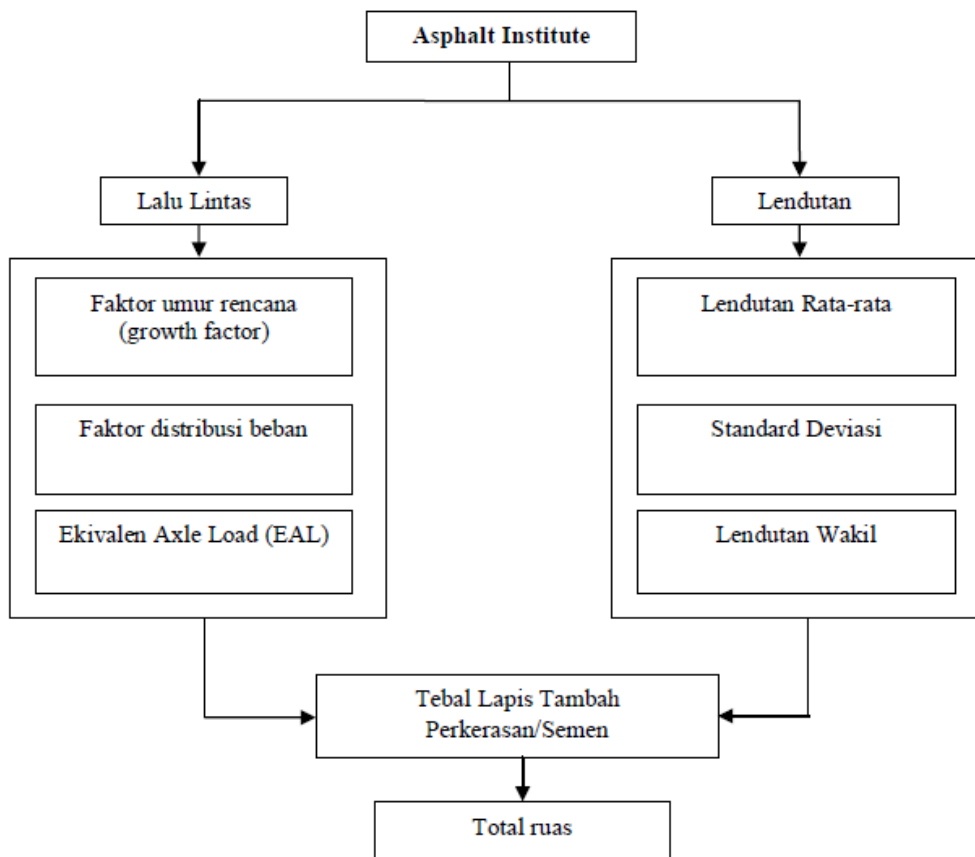 Asphalt Institute
Lalu Lintas
Lendutan
Faktor umur rencana
(growth factor)
Faktor distribusi beban
Ekivalen Axle Load (EAL)
Lendutan Rata-rata
Standard Deviasi
Lendutan Wakil
Tebal Lapis Tambah
Perkerasan/Semen
Total ruas